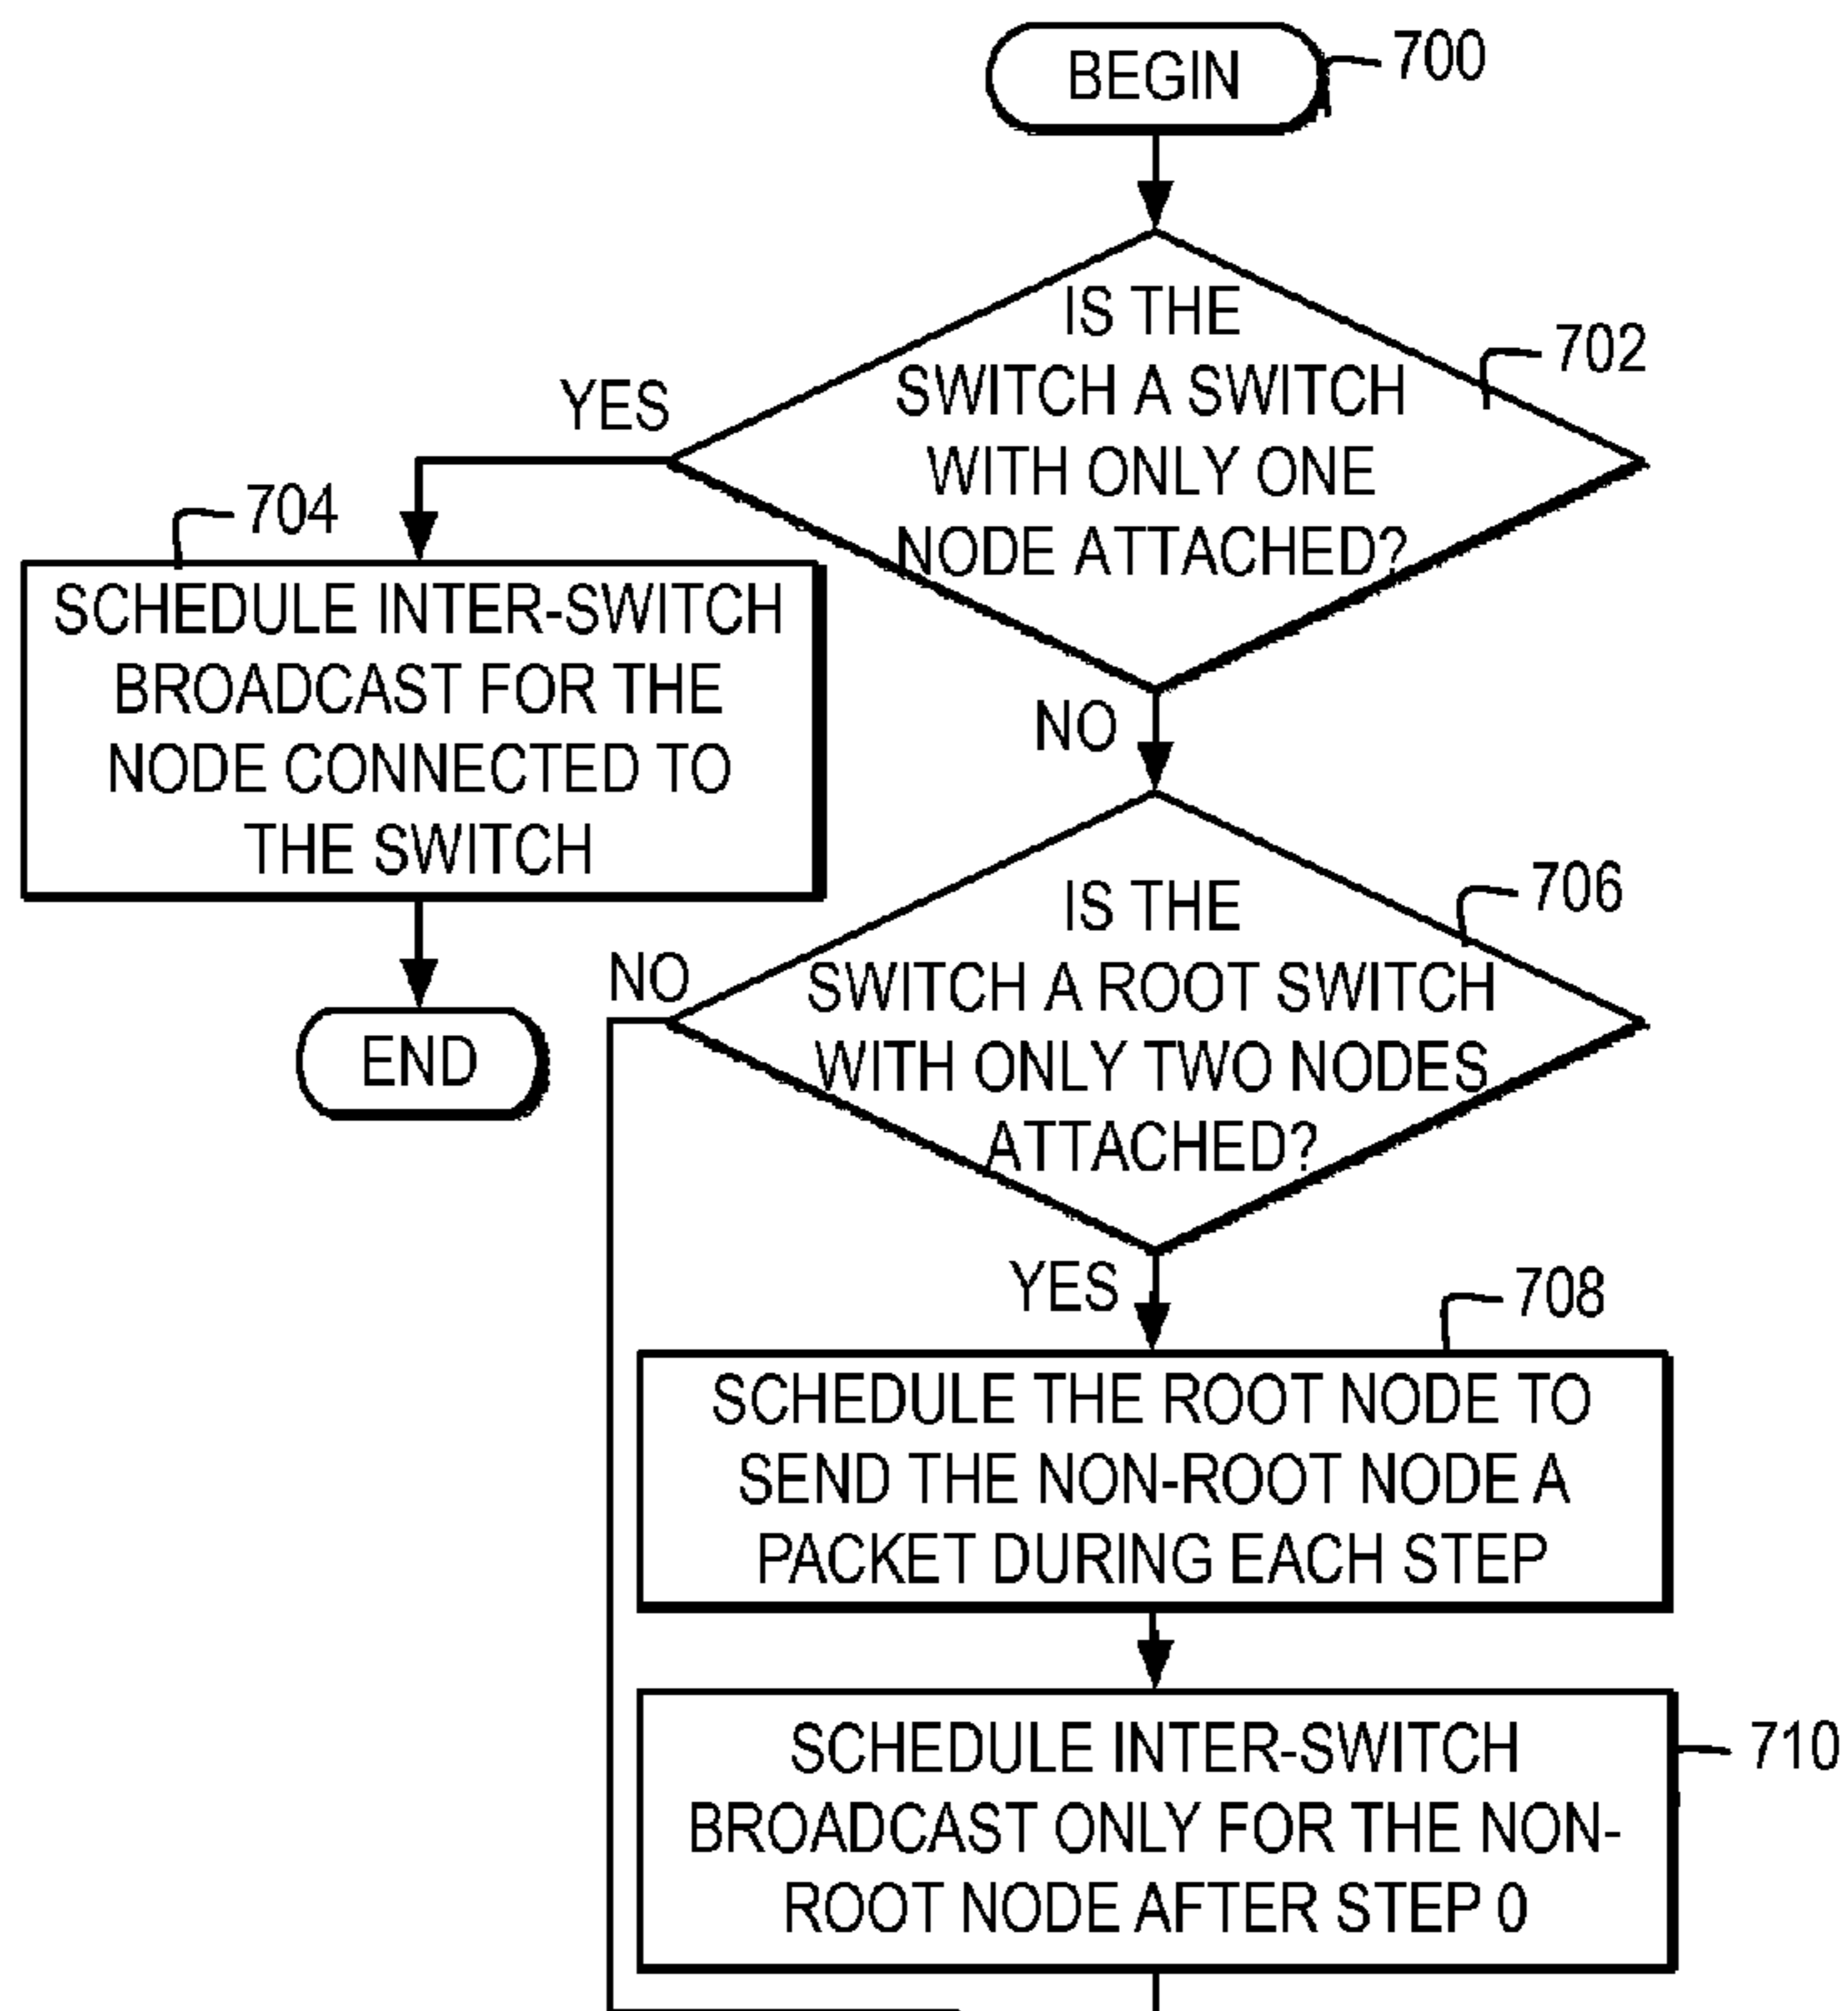 BEGIN
700
IS THE
SWITCH A SWITCH
WITH ONLY ONE
NODE ATTACHED?
702
YES
704
SCHEDULE INTER-SWITCH
BROADCAST FOR THE
NODE CONNECTED TO
THE SWITCH
END
NO
IS THE
SWITCH A ROOT SWITCH
WITH ONLY TWO NODES
ATTACHED?
706
NO
YES
708
SCHEDULE THE ROOT NODE TO
SEND THE NON-ROOT NODE A
PACKET DURING EACH STEP
SCHEDULE INTER-SWITCH
BROADCAST ONLY FOR THE NON-
ROOT NODE AFTER STEP 0
710